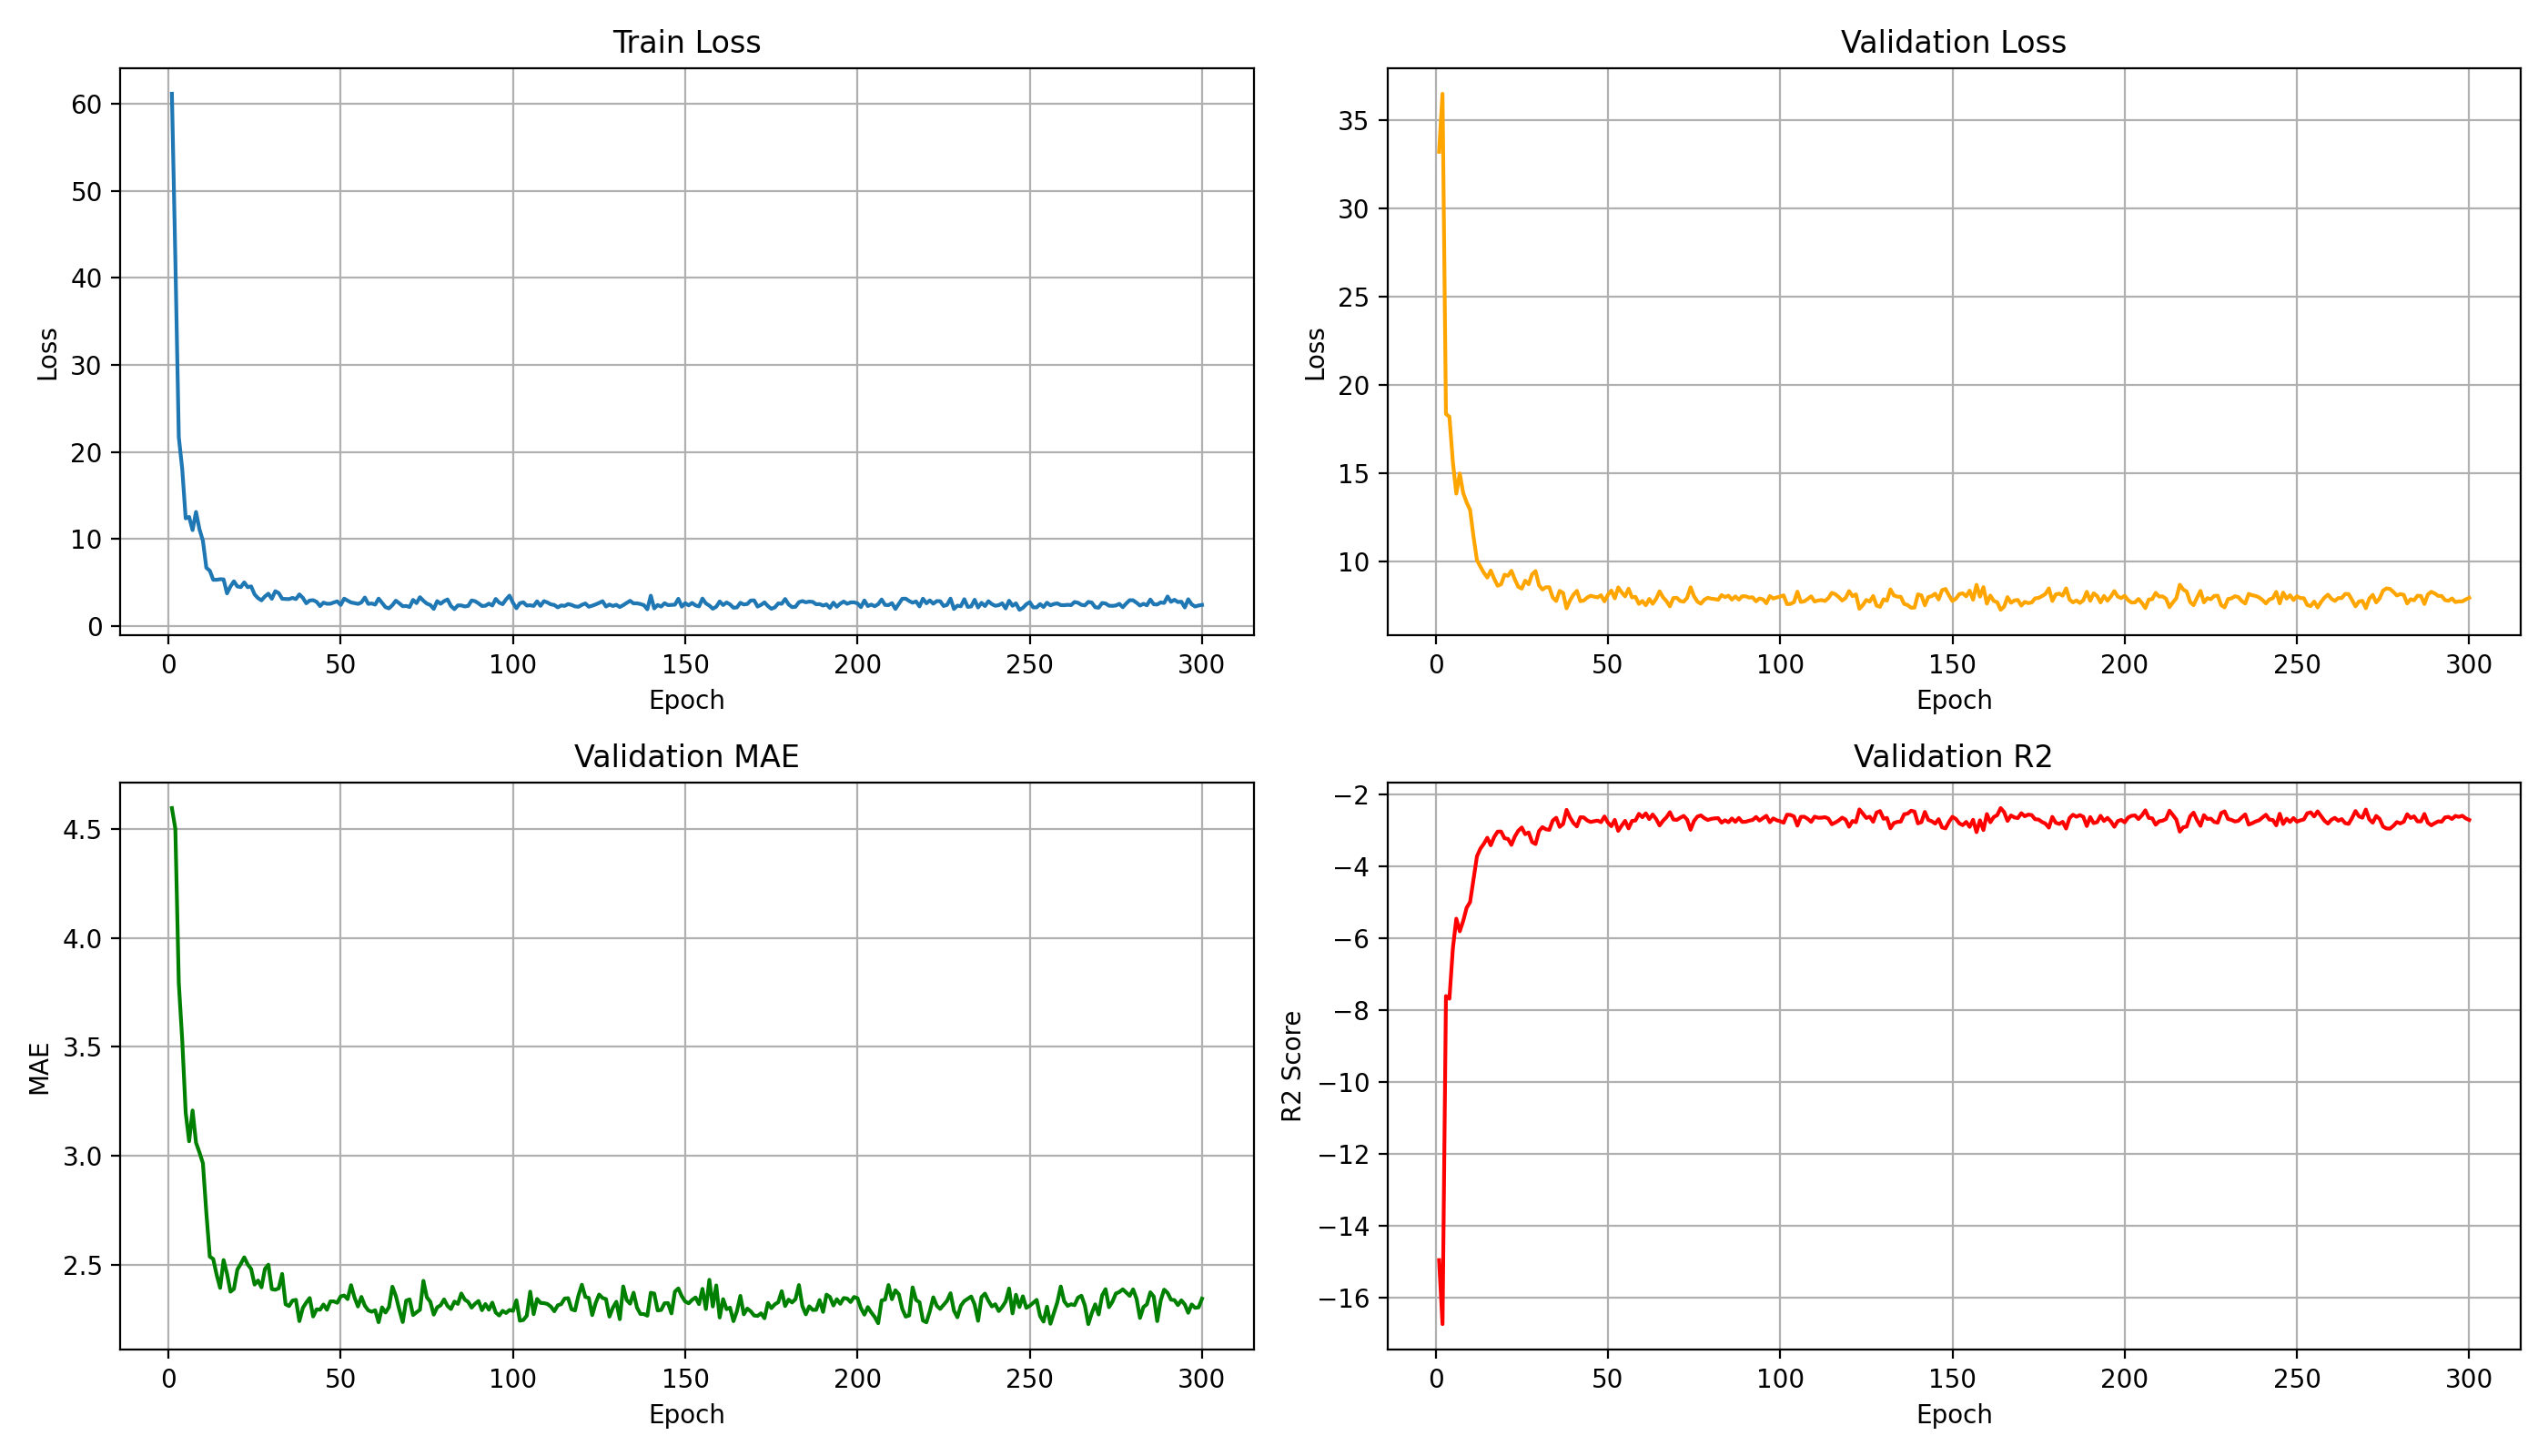 Train Loss
Loss
60
50
40
30
20
10
0
0 50 100 150 200 250 300
Epoch
Validation Loss
Loss
35
30
25
20
15
10
0 50 100 150 200 250 300
Epoch
Validation MAE
MAE
4.5
4.0
3.5
3.0
2.5
0 50 100 150 200 250 300
Epoch
Validation R2
R2 Score
−2
−4
−6
−8
−10
−12
−14
−16
0 50 100 150 200 250 300
Epoch